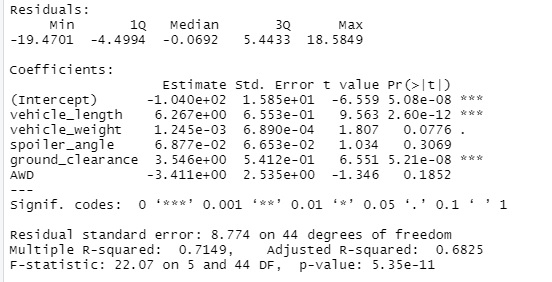 Residuals:
     Min       1Q   Median       3Q      Max
-19.4701  -4.4994  -0.0692   5.4433  18.5849

Coefficients:
                   Estimate Std. Error t value Pr(>|t|)
(Intercept)      -1.040e+02  1.585e+01  -6.559 5.08e-08 ***
vehicle_length    6.267e+00  6.553e-01   9.563 2.60e-12 ***
vehicle_weight    1.245e-03  6.890e-04   1.807   0.0776 .
spoiler_angle     6.877e-02  6.653e-02   1.034   0.3069
ground_clearance  3.546e+00  5.412e-01   6.551 5.21e-08 ***
AWD              -3.411e+00  2.535e+00  -1.346   0.1852
---
Signif. codes:  0 ‘***’ 0.001 ‘**’ 0.01 ‘*’ 0.05 ‘.’ 0.1 ‘ ’ 1

Residual standard error: 8.774 on 44 degrees of freedom
Multiple R-squared:  0.7149,    Adjusted R-squared:  0.6825
F-statistic: 22.07 on 5 and 44 DF,  p-value: 5.35e-11